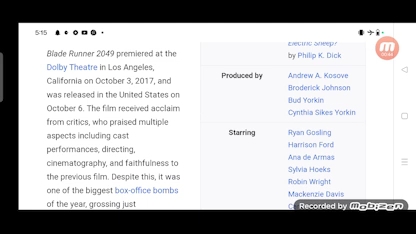 5:15
Blade Runner 2049 premiered at the
Dolby Theatre in Los Angeles,
California on October 3, 2017, and
was released in the United States on
October 6. The film received acclaim
from critics, who praised multiple
aspects including cast
performances, directing,
cinematography, and faithfulness to
the previous film. Despite this, it was
one of the biggest box-office bombs
of the year, grossing just
Electric Sheep?
by Philip K. Dick
Produced by
Andrew A. Kosove
Broderick Johnson
Bud Yorkin
Cynthia Sikes Yorkin
Starring
Ryan Gosling
Harrison Ford
Ana de Armas
Sylvia Hoeks
Robin Wright
Mackenzie Davis
Recorded by MOBIZEN